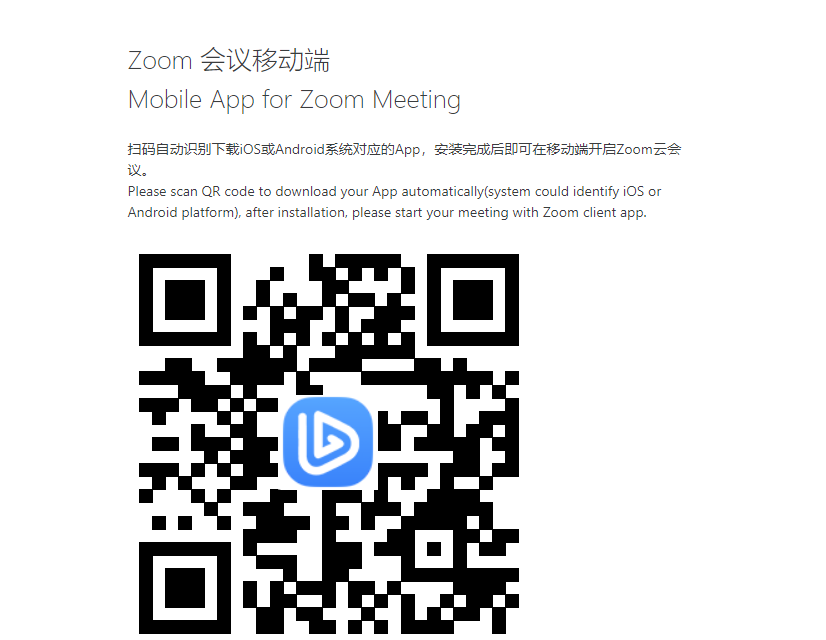 Zoom 会议移动端
Mobile App for Zoom Meeting
扫码自动识别下载iOS或Android系统对应的App，安装完成后即可在移动端开启Zoom云会
议。
Please scan QR code to download your App automatically(system could identify iOS or
Android platform), after installation, please start your meeting with Zoom client app.